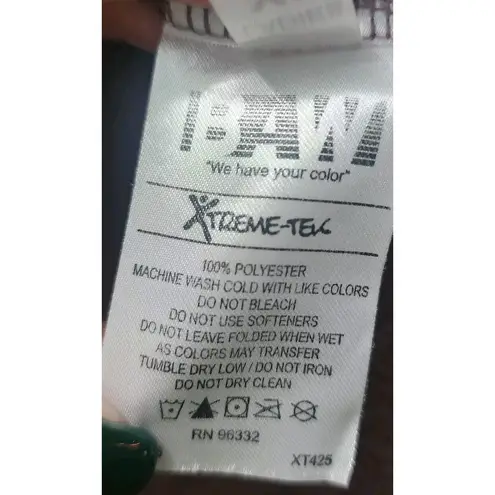 BAW
"We have your color"
XTREME-TEK
100% POLYESTER
MACHINE WASH COLD WITH LIKE COLORS
DO NOT BLEACH
DO NOT USE SOFTENERS
DO NOT LEAVE FOLDED WHEN WET
AS COLORS MAY TRANSFER
TUMBLE DRY LOW / DO NOT IRON
DO NOT DRY CLEAN
RN 96332
XT425